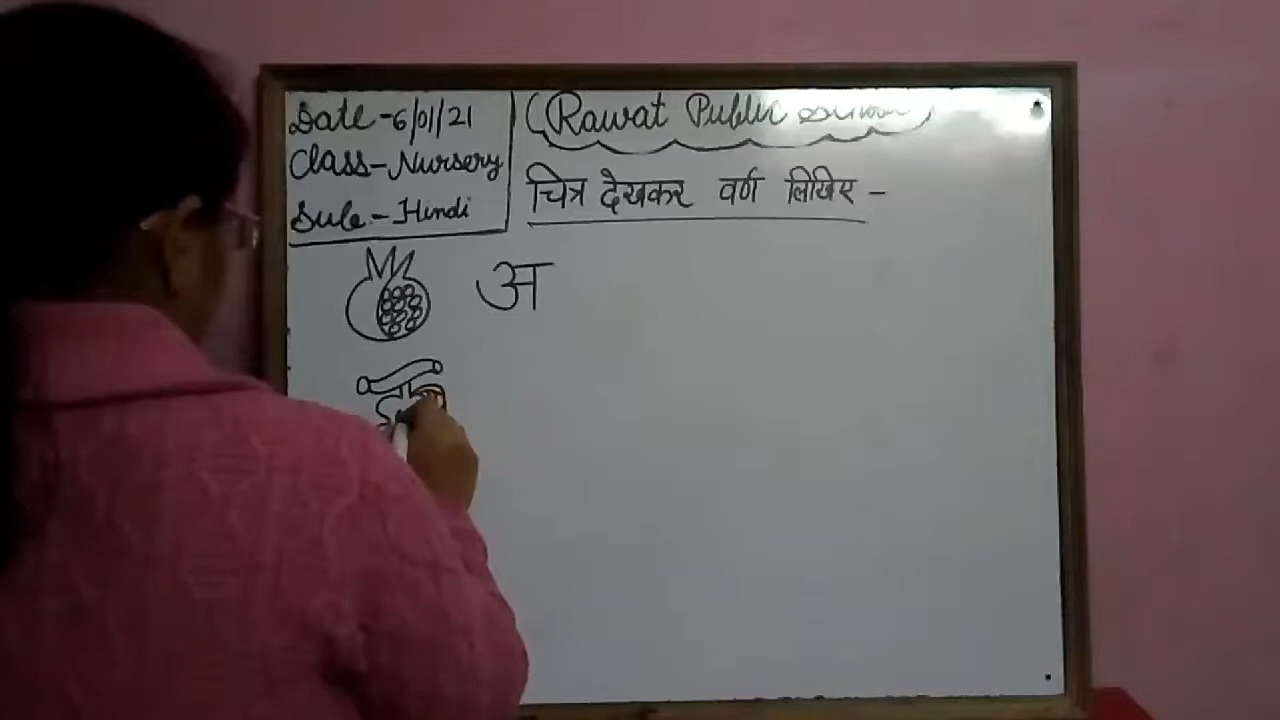 Date-6/01/21
Class-Nursery
Sub-Hindi
(Rawat Public School)
चित्र देखकर वर्ण लिखिए -
अ